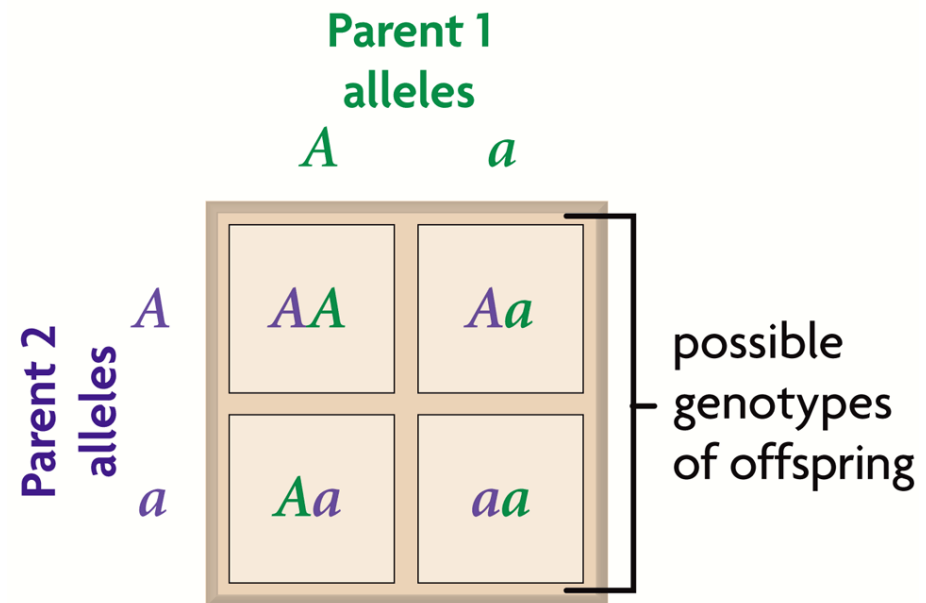 Parent 1
alleles
A a
Parent 2
alleles
A AA Aa
a Aa aa
possible
genotypes
of offspring